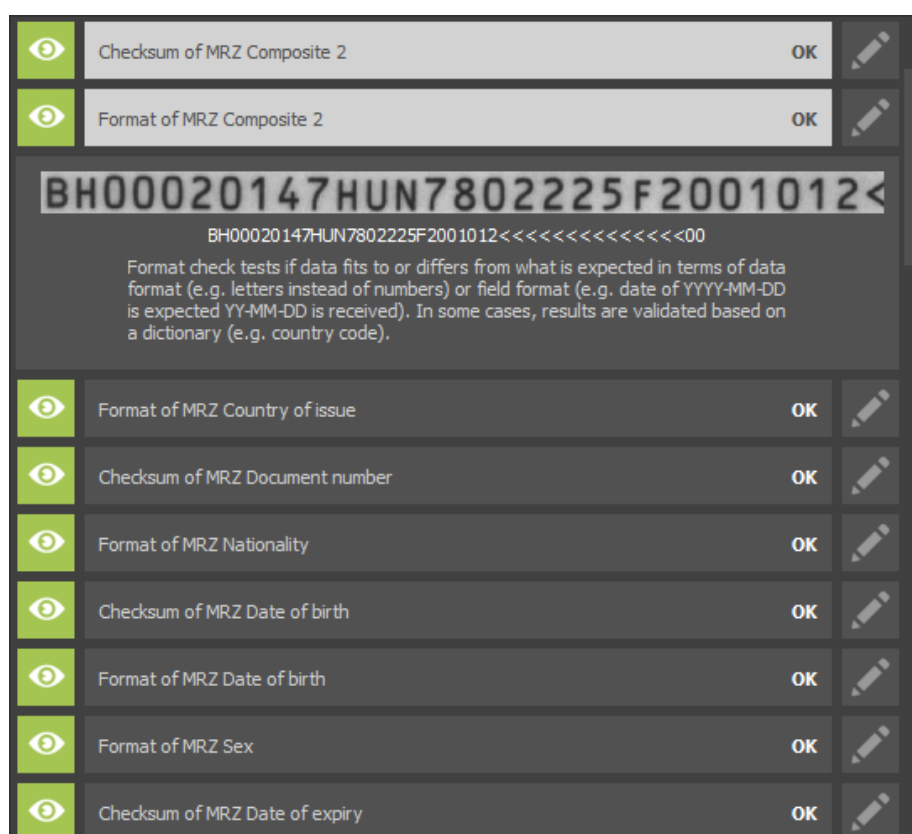 Checksum of MRZ Composite 2 OK
Format of MRZ Composite 2 OK
BH00020147HUN7802225F2001012<
BH00020147HUN7802225F2001012<<<<<<<<<<<<<<00
Format check tests if data fits to or differs from what is expected in terms of data
format (e.g. letters instead of numbers) or field format (e.g. date of YYYY-MM-DD
is expected YY-MM-DD is received). In some cases, results are validated based on
a dictionary (e.g. country code).
Format of MRZ Country of issue OK
Checksum of MRZ Document number OK
Format of MRZ Nationality OK
Checksum of MRZ Date of birth OK
Format of MRZ Date of birth OK
Format of MRZ Sex OK
Checksum of MRZ Date of expiry OK